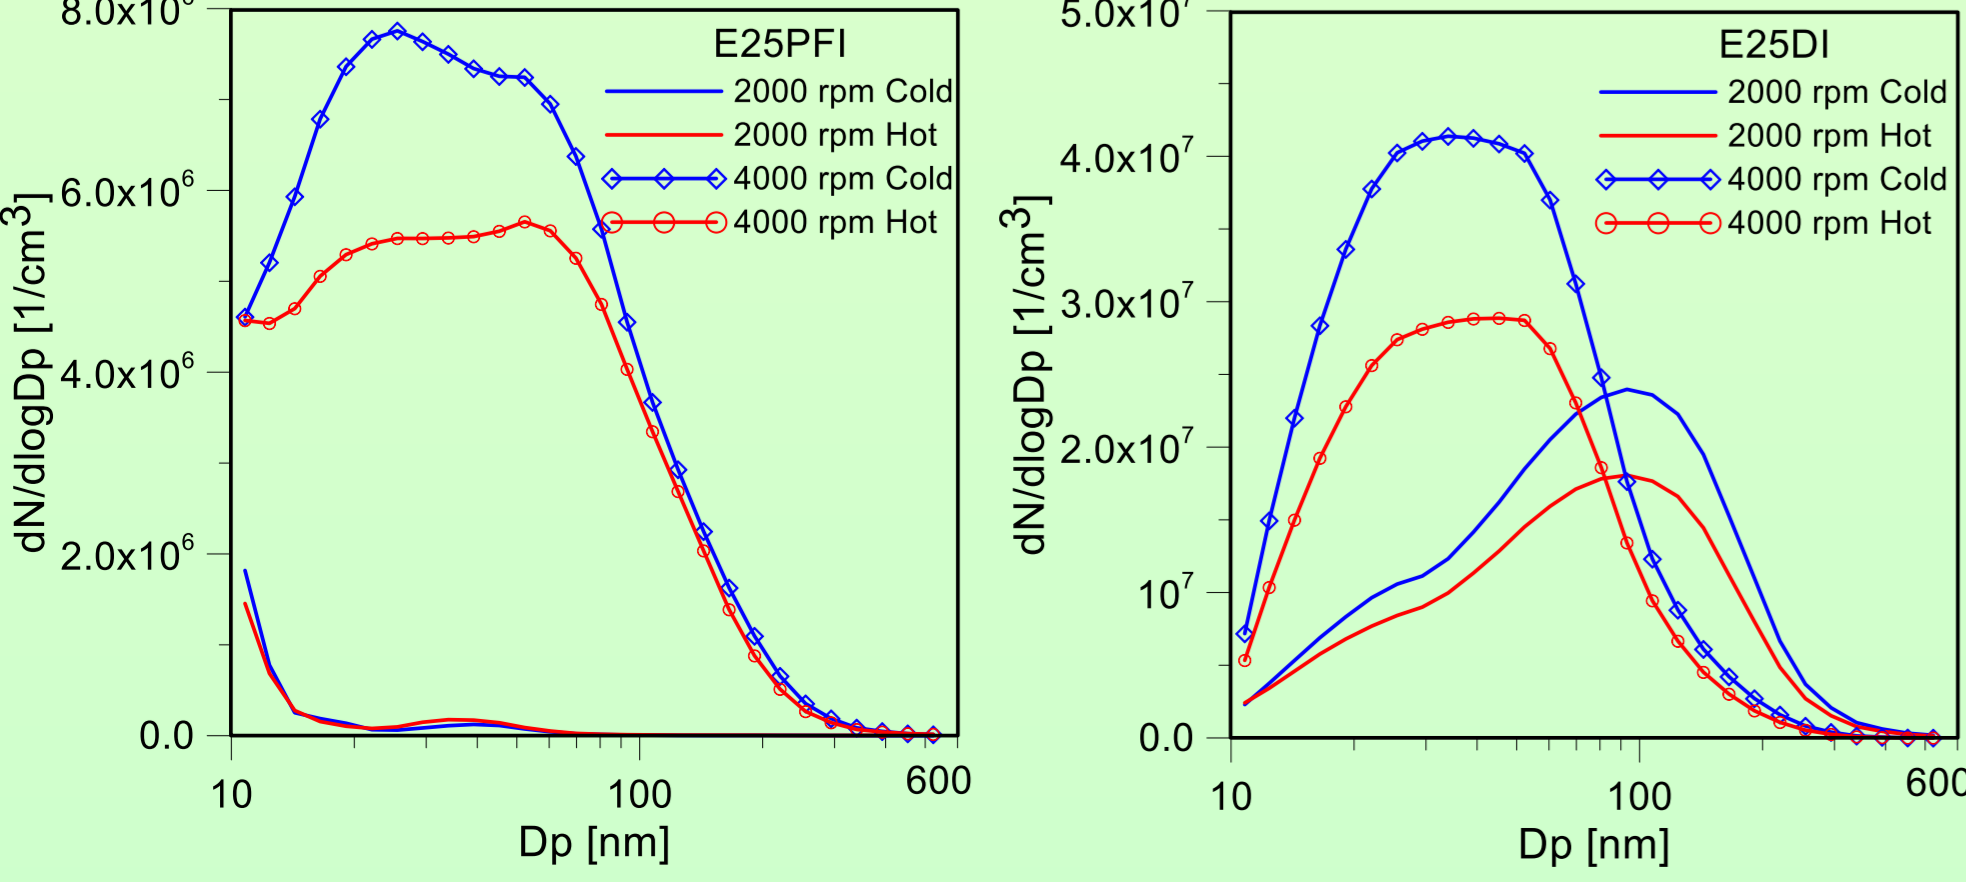 8.0x10⁶
6.0x10⁶
4.0x10⁶
2.0x10⁶
0.0
dN/dlogDp [1/cm³]
E25PFI
2000 rpm Cold
2000 rpm Hot
4000 rpm Cold
4000 rpm Hot
10
100
600
Dp [nm]
5.0x10⁷
4.0x10⁷
3.0x10⁷
2.0x10⁷
10⁷
0.0
dN/dlogDp [1/cm³]
E25DI
2000 rpm Cold
2000 rpm Hot
4000 rpm Cold
4000 rpm Hot
10
100
600
Dp [nm]